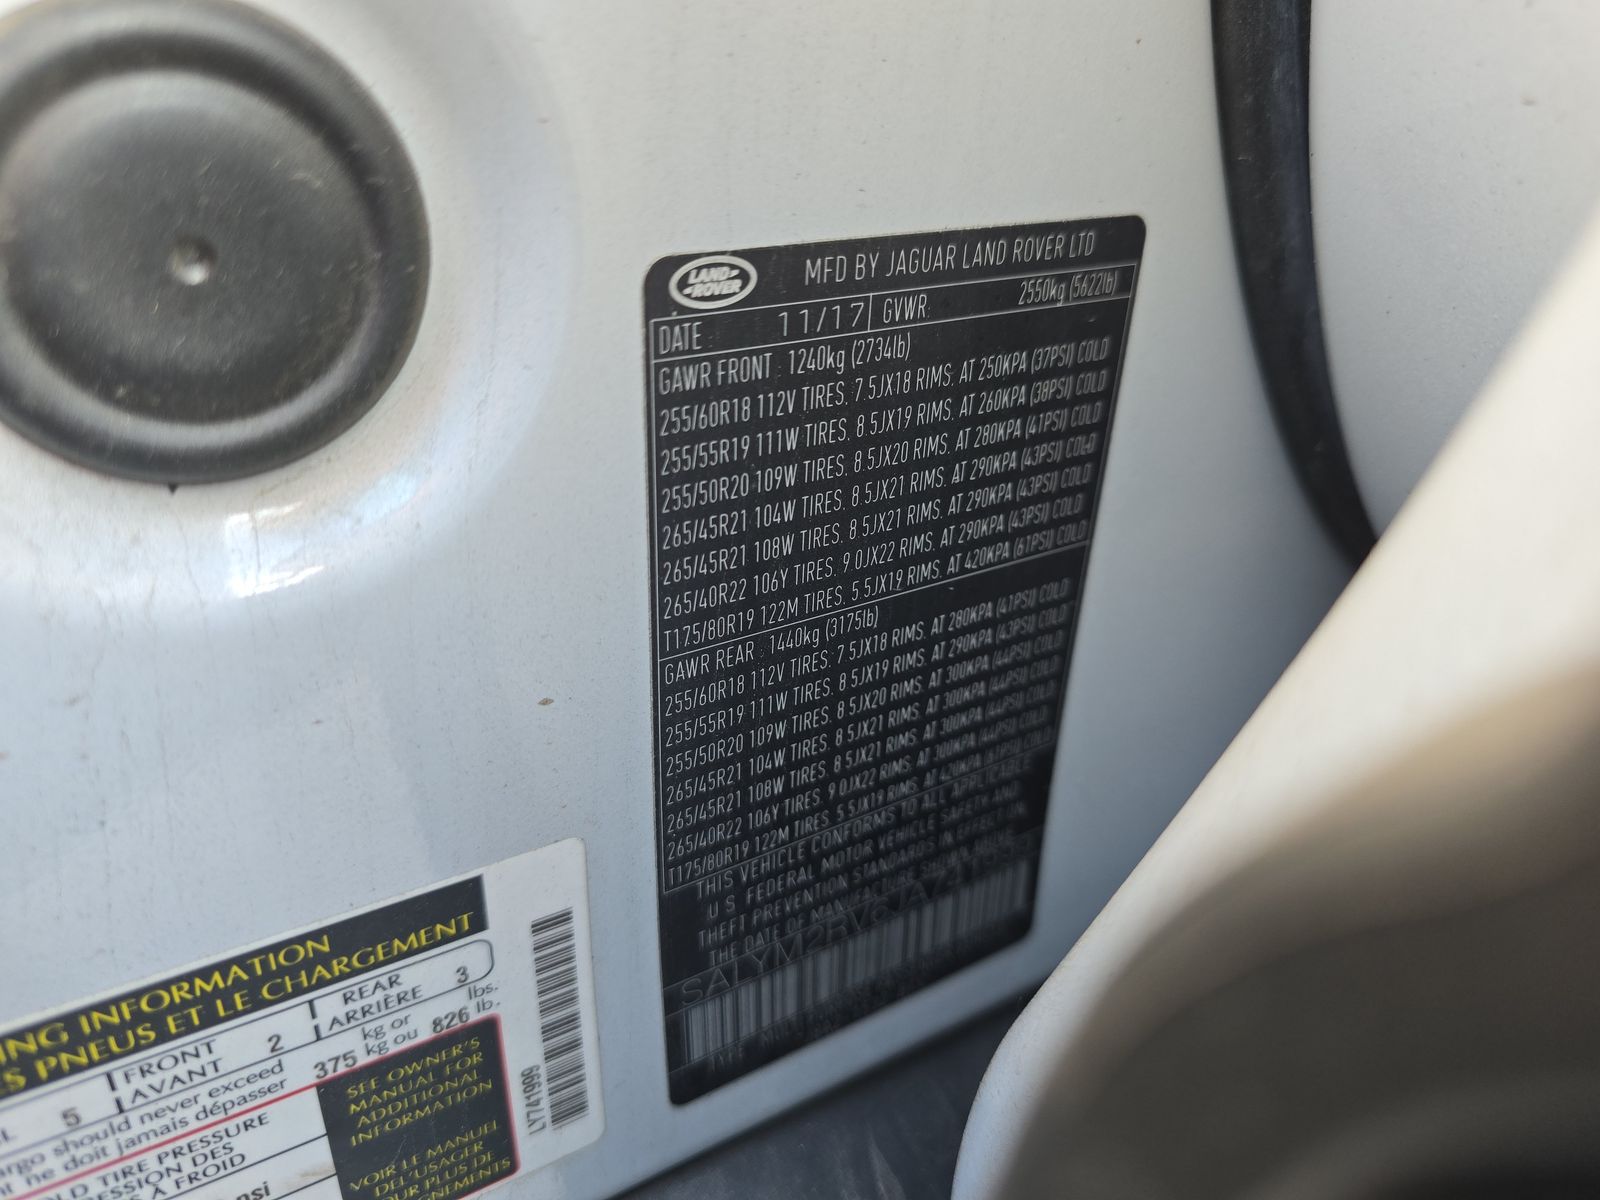 LAND-
-ROVER
MFD BY JAGUAR LAND ROVER LTD
DATE 11/17 GVWR: 2550kg (5622lb)
GAWR FRONT : 1240kg (2734lb)
255/60R18 112V TIRES. 7.5JX18 RIMS. AT 250KPA (37PSI) COLD
255/55R19 111W TIRES. 8.5JX19 RIMS. AT 260KPA (38PSI) COLD
255/50R20 109W TIRES. 8.5JX20 RIMS. AT 280KPA (41PSI) COLD
265/45R21 104W TIRES. 8.5JX21 RIMS. AT 290KPA (43PSI) COLD
265/45R21 108W TIRES. 8.5JX21 RIMS. AT 290KPA (43PSI) COLD
265/40R22 106Y TIRES. 9.0JX22 RIMS. AT 290KPA (43PSI) COLD
T175/80R19 122M TIRES. 5.5JX19 RIMS. AT 420KPA (61PSI) COLD
GAWR REAR : 1440kg (3175lb)
255/60R18 112V TIRES. 7.5JX18 RIMS. AT 280KPA (41PSI) COLD
255/55R19 111W TIRES. 8.5JX19 RIMS. AT 290KPA (43PSI) COLD
255/50R20 109W TIRES. 8.5JX20 RIMS. AT 300KPA (44PSI) COLD
265/45R21 104W TIRES. 8.5JX21 RIMS. AT 300KPA (44PSI) COLD
265/45R21 108W TIRES. 8.5JX21 RIMS. AT 300KPA (44PSI) COLD
265/40R22 106Y TIRES. 9.0JX22 RIMS. AT 300KPA (44PSI) COLD
T175/80R19 122M TIRES. 5.5JX19 RIMS. AT 420KPA (61PSI) COLD
THIS VEHICLE CONFORMS TO ALL APPLICABLE
U.S. FEDERAL MOTOR VEHICLE SAFETY AND
THEFT PREVENTION STANDARDS IN EFFECT ON
THE DATE OF MANUFACTURE SHOWN ABOVE
NG INFORMATION
S PNEUS ET LE CHARGEMENT
5 FRONT AVANT 2 REAR ARRIÈRE 3
should never exceed 375 kg or 826 lbs.
ne doit jamais dépasser kg ou lb.
TIRE PRESSURE
SION DES
À FROID
psi
SEE OWNER'S
MANUAL FOR
ADDITIONAL
INFORMATION
VOIR LE MANUEL
DE L'USAGER
PLUS DE
LY741999